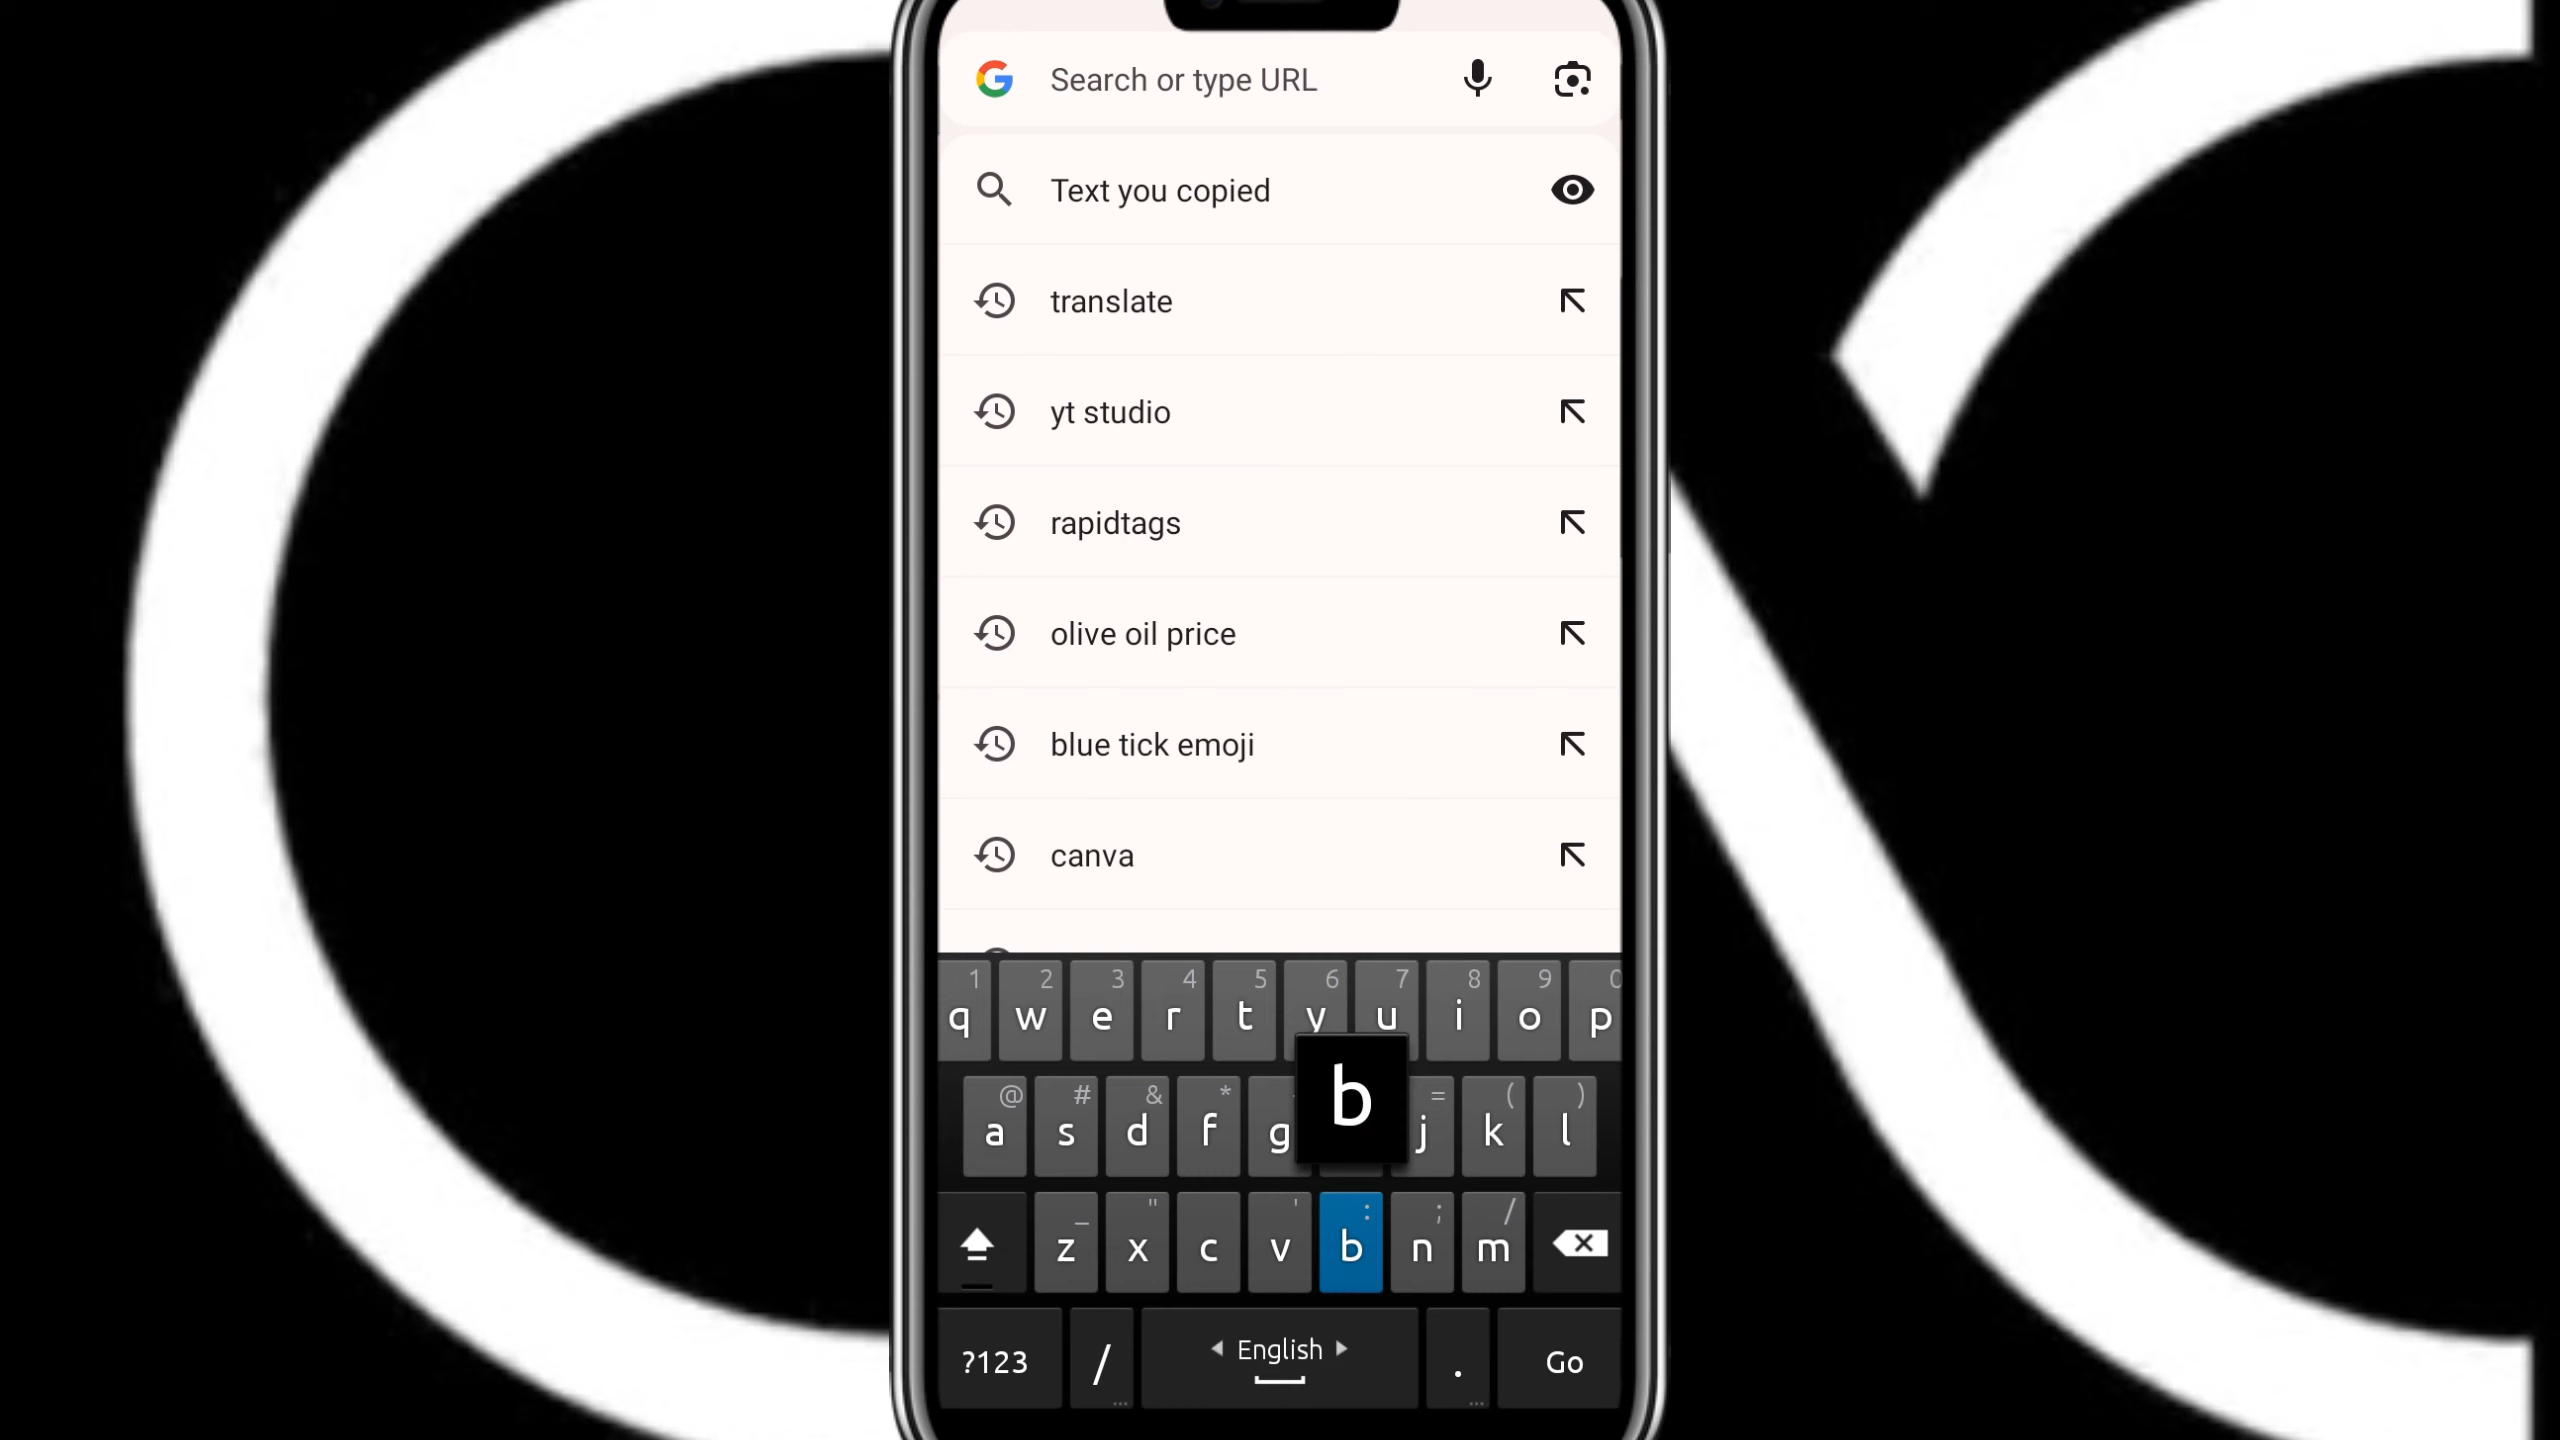 Search or type URL
Text you copied
translate
yt studio
rapidtags
olive oil price
blue tick emoji
canva
1 2 3 4 5 6 7 8 9 0
q w e r t y u i o p
@ # & * = ( )
a s d f g b j k l
_ " ' : ; /
z x c v b n m
?123 / English . Go